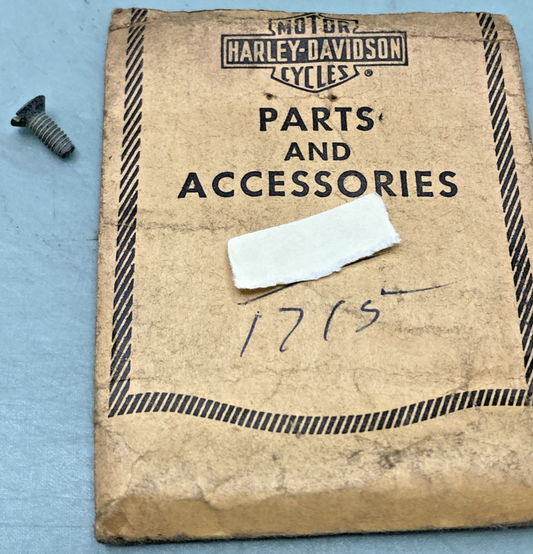 MOTOR
HARLEY-DAVIDSON
CYCLES ®
PARTS
AND
ACCESSORIES
1715